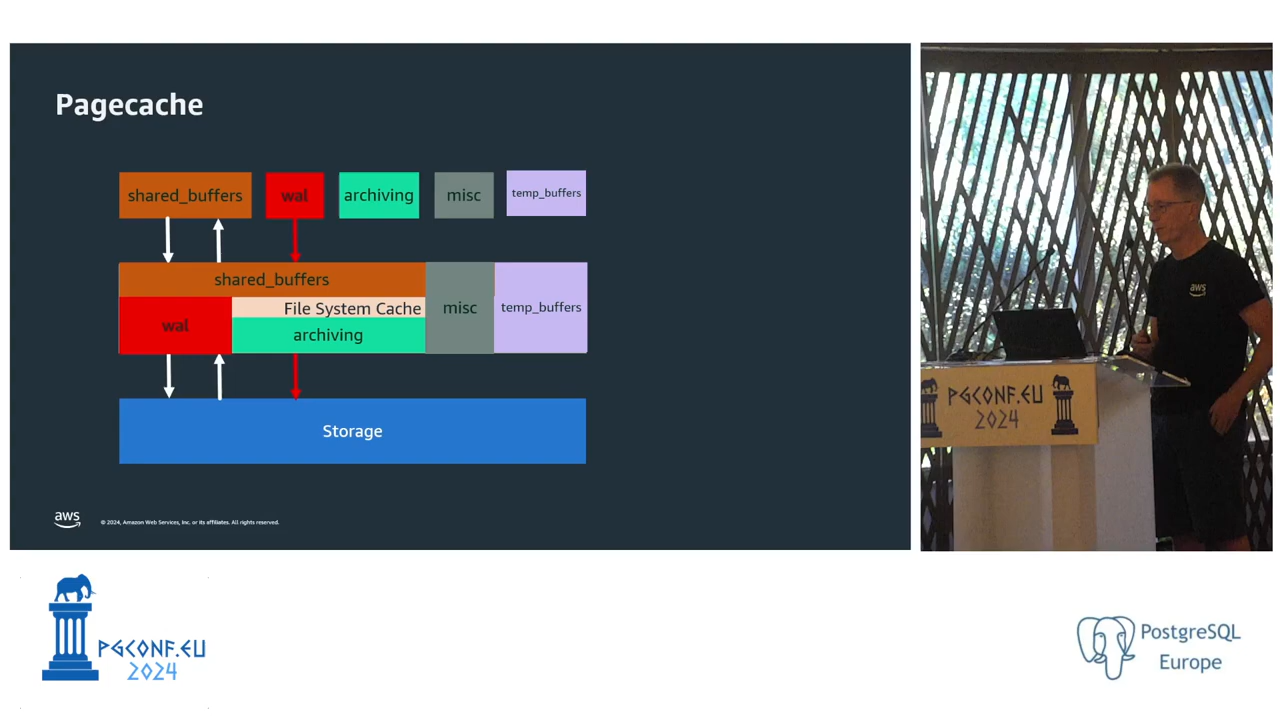 Pagecache
shared_buffers
wal
archiving
misc
temp_buffers
shared_buffers
wal
File System Cache
archiving
misc
temp_buffers
Storage
aws
© 2024, Amazon Web Services, Inc. or its affiliates. All rights reserved.
aws
PGCONF.EU
2024
PGCONF.EU
2024
PostgreSQL
Europe